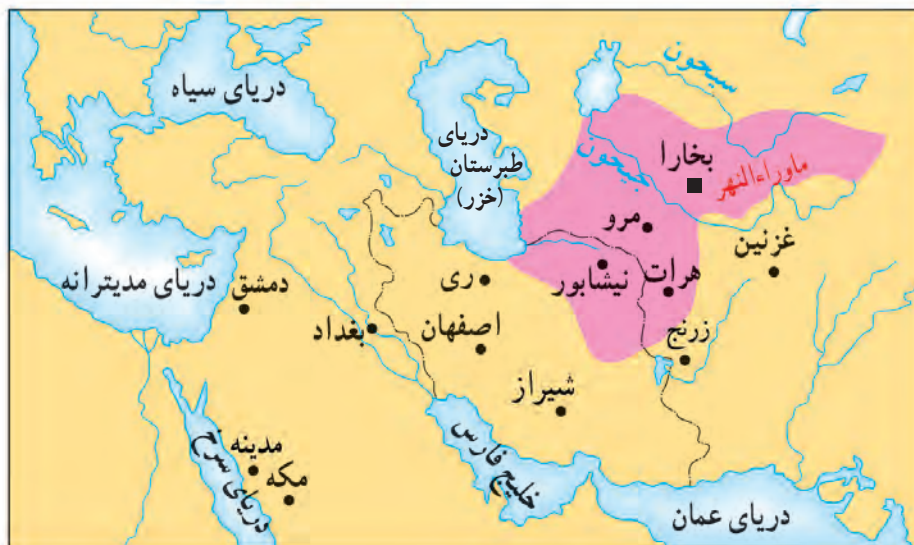 دریای سیاه
دریای
طبرستان
(خزر)
سیحون
جیحون
بخارا
ماوراءالنهر
مرو
غزنین
هرات
نیشابور
ری
دریای مدیترانه
دمشق
بغداد
اصفهان
زرنج
شیراز
خلیج فارس
مدینه
مکه
دریای سرخ
دریای عمان